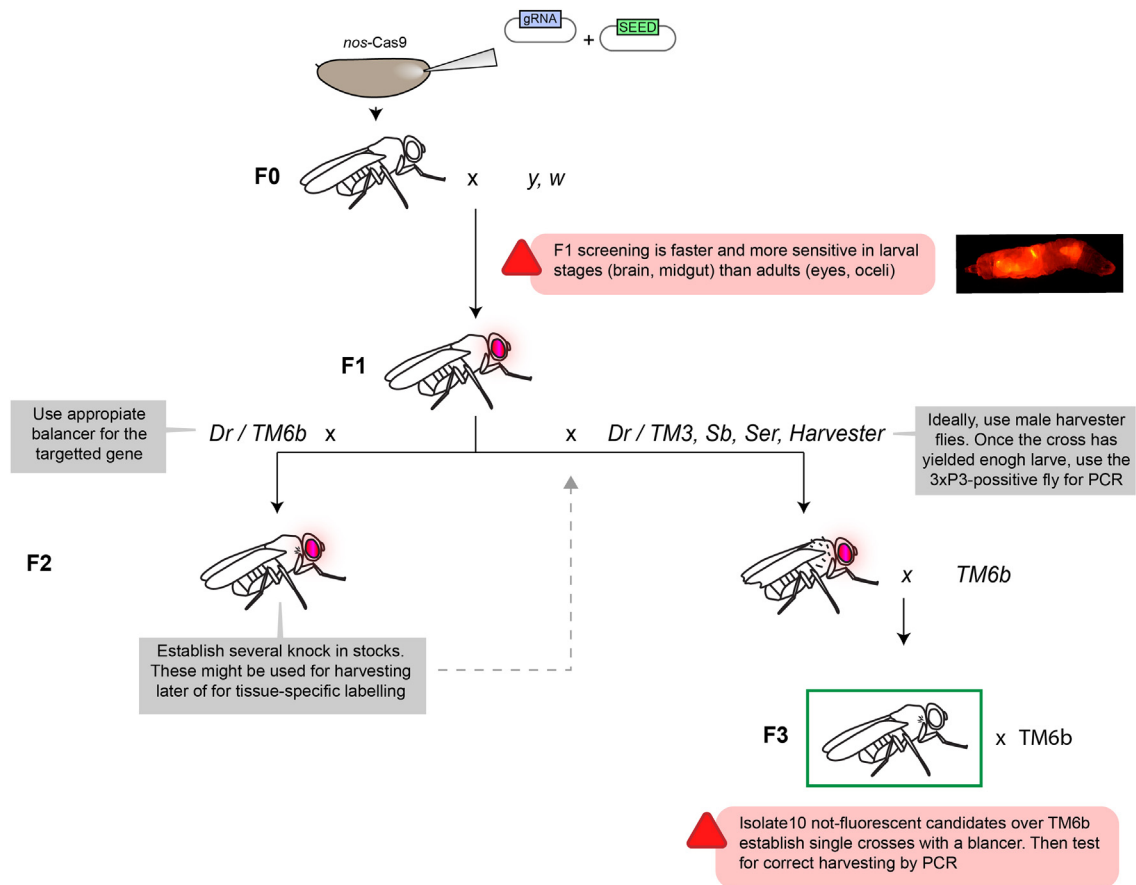 gRNA
+
SEED
nos-Cas9
F0
x
y, w
F1 screening is faster and more sensitive in larval
stages (brain, midgut) than adults (eyes, oceli)
F1
Use appropiate
balancer for the
targetted gene
Dr / TM6b x
x Dr / TM3, Sb, Ser, Harvester
Ideally, use male harvester
flies. Once the cross has
yielded enogh larve, use the
3xP3-possitive fly for PCR
F2
x TM6b
Establish several knock in stocks.
These might be used for harvesting
later of for tissue-specific labelling
F3
x TM6b
Isolate10 not-fluorescent candidates over TM6b
establish single crosses with a blancer. Then test
for correct harvesting by PCR